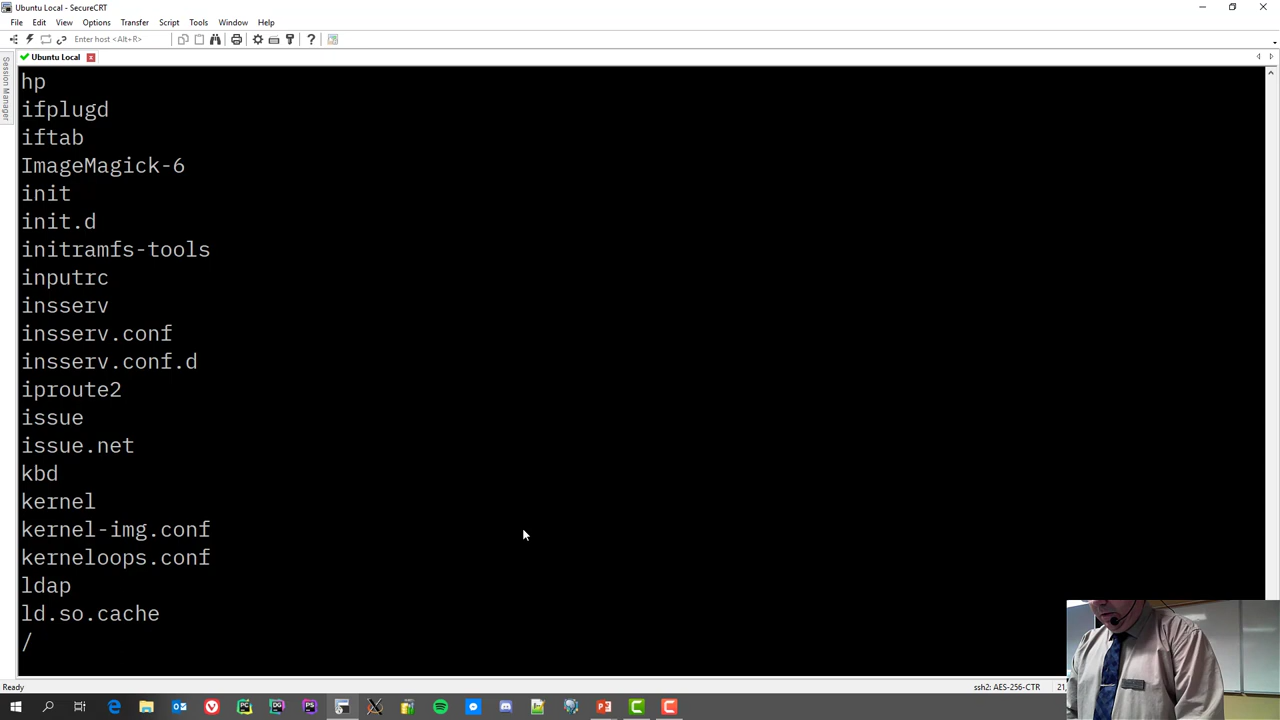 Ubuntu Local - SecureCRT
File Edit View Options Transfer Script Tools Window Help
Enter host <Alt+R>
Ubuntu Local
Session Manager
hp
ifplugd
iftab
ImageMagick-6
init
init.d
initramfs-tools
inputrc
insserv
insserv.conf
insserv.conf.d
iproute2
issue
issue.net
kbd
kernel
kernel-img.conf
kerneloops.conf
ldap
ld.so.cache
/
Ready
ssh2: AES-256-CTR
21,